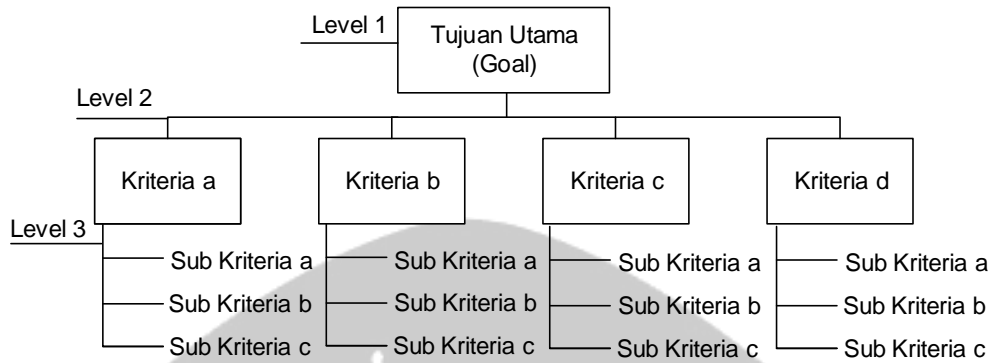 Level 1
Tujuan Utama
(Goal)
Level 2
Kriteria a
Kriteria b
Kriteria c
Kriteria d
Level 3
Sub Kriteria a
Sub Kriteria b
Sub Kriteria c
Sub Kriteria a
Sub Kriteria b
Sub Kriteria c
Sub Kriteria a
Sub Kriteria b
Sub Kriteria c
Sub Kriteria a
Sub Kriteria b
Sub Kriteria c